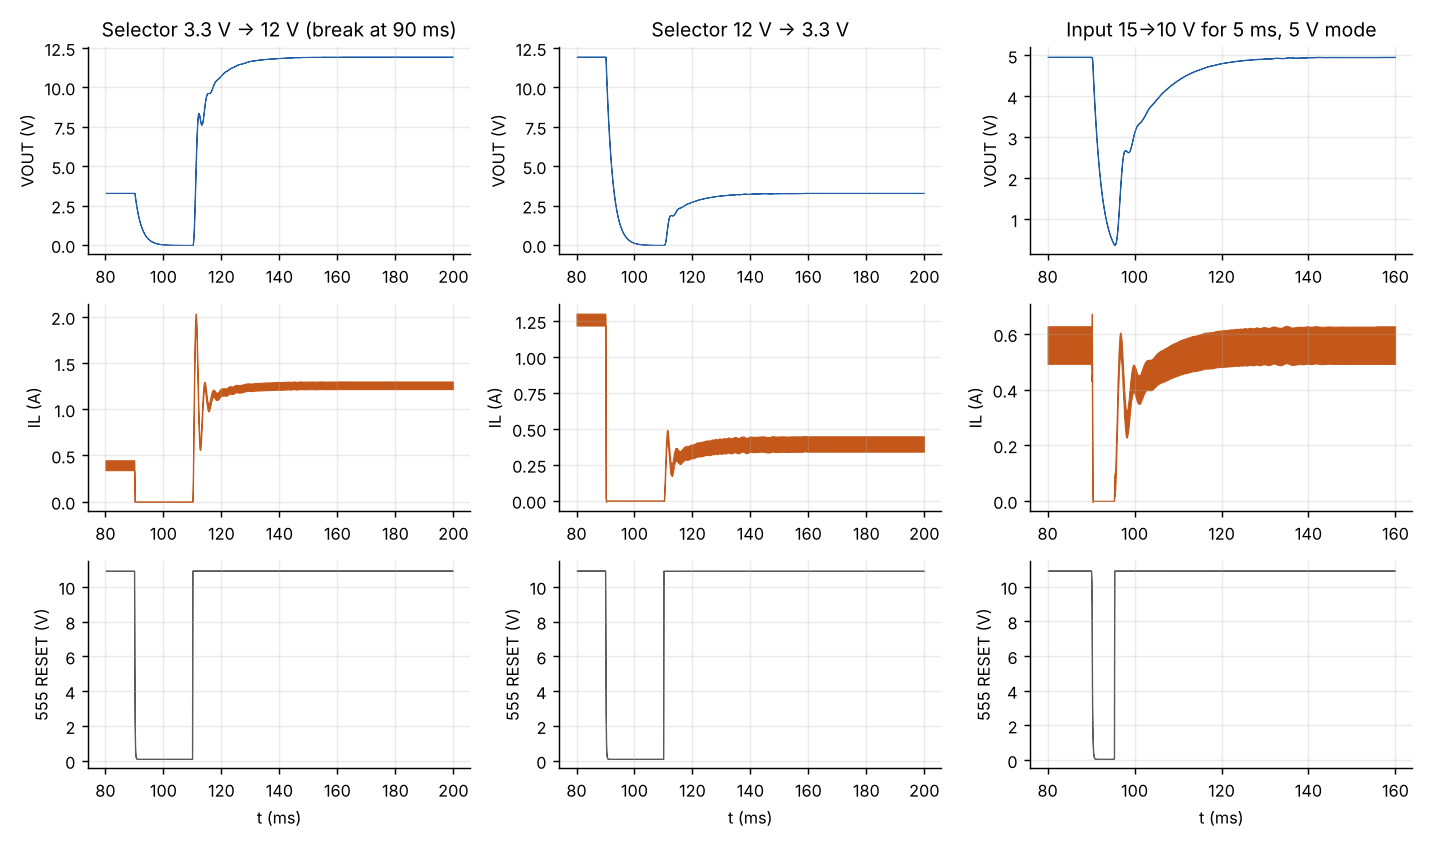 Selector 3.3 V → 12 V (break at 90 ms)
Selector 12 V → 3.3 V
Input 15→10 V for 5 ms, 5 V mode
VOUT (V)
12.5
10.0
7.5
5.0
2.5
0.0
80 100 120 140 160 180 200
VOUT (V)
12.5
10.0
7.5
5.0
2.5
0.0
80 100 120 140 160 180 200
VOUT (V)
5
4
3
2
1
80 100 120 140 160
IL (A)
2.0
1.5
1.0
0.5
0.0
80 100 120 140 160 180 200
IL (A)
1.25
1.00
0.75
0.50
0.25
0.00
80 100 120 140 160 180 200
IL (A)
0.6
0.4
0.2
0.0
80 100 120 140 160
555 RESET (V)
10
8
6
4
2
0
80 100 120 140 160 180 200
t (ms)
555 RESET (V)
10
8
6
4
2
0
80 100 120 140 160 180 200
t (ms)
555 RESET (V)
10
8
6
4
2
0
80 100 120 140 160
t (ms)